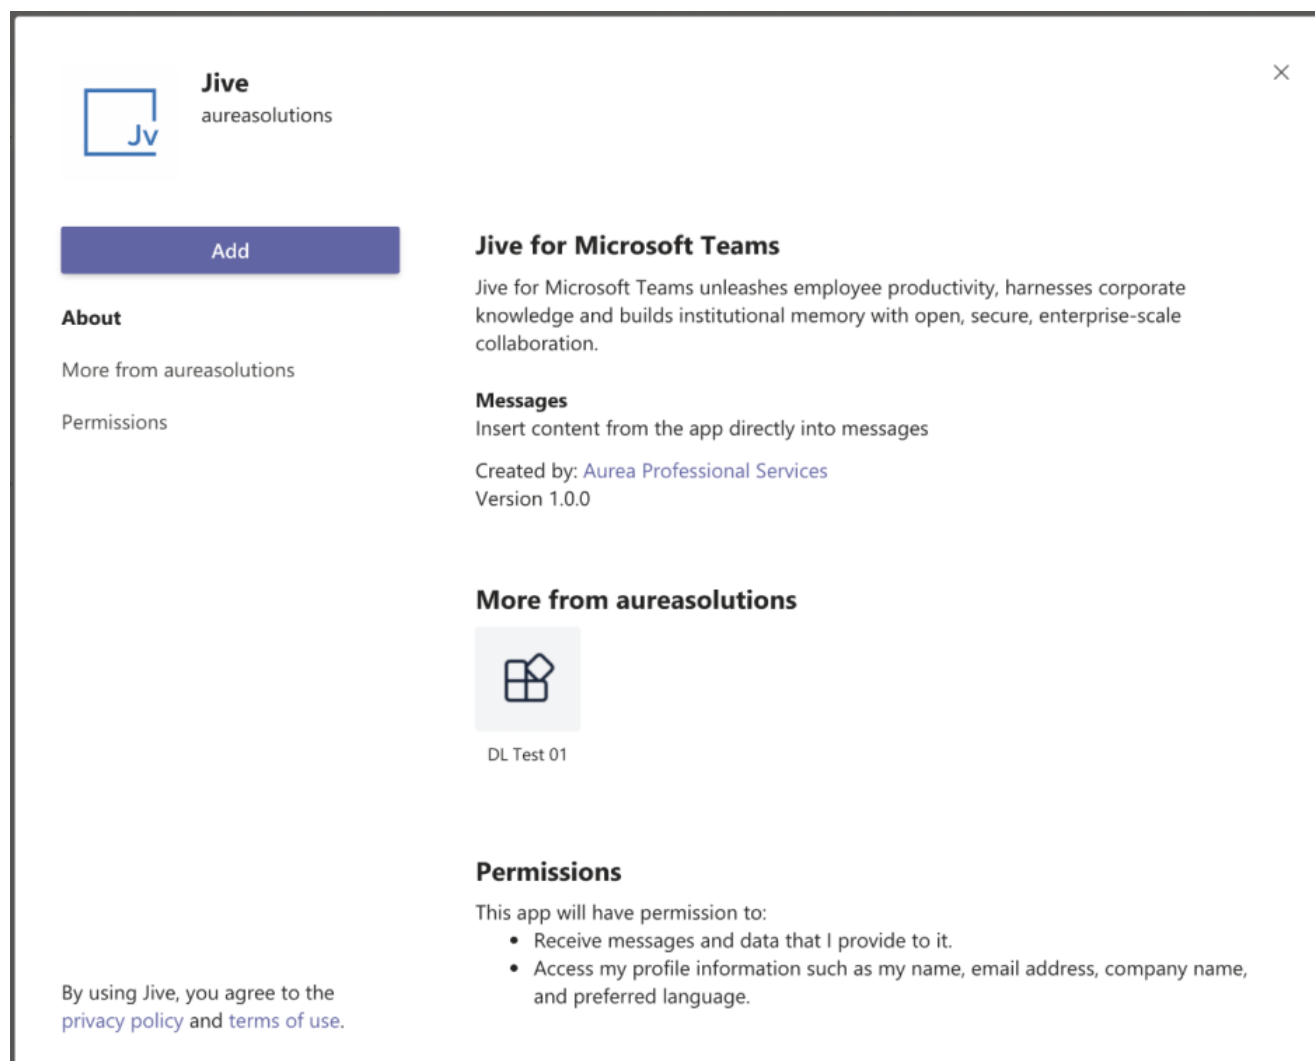 Jv
Jive
aureasolutions
Add
About
More from aureasolutions
Permissions
By using Jive, you agree to the
privacy policy and terms of use.
Jive for Microsoft Teams
Jive for Microsoft Teams unleashes employee productivity, harnesses corporate
knowledge and builds institutional memory with open, secure, enterprise-scale
collaboration.
Messages
Insert content from the app directly into messages
Created by: Aurea Professional Services
Version 1.0.0
More from aureasolutions
DL Test 01
Permissions
This app will have permission to:
• Receive messages and data that I provide to it.
• Access my profile information such as my name, email address, company name,
and preferred language.